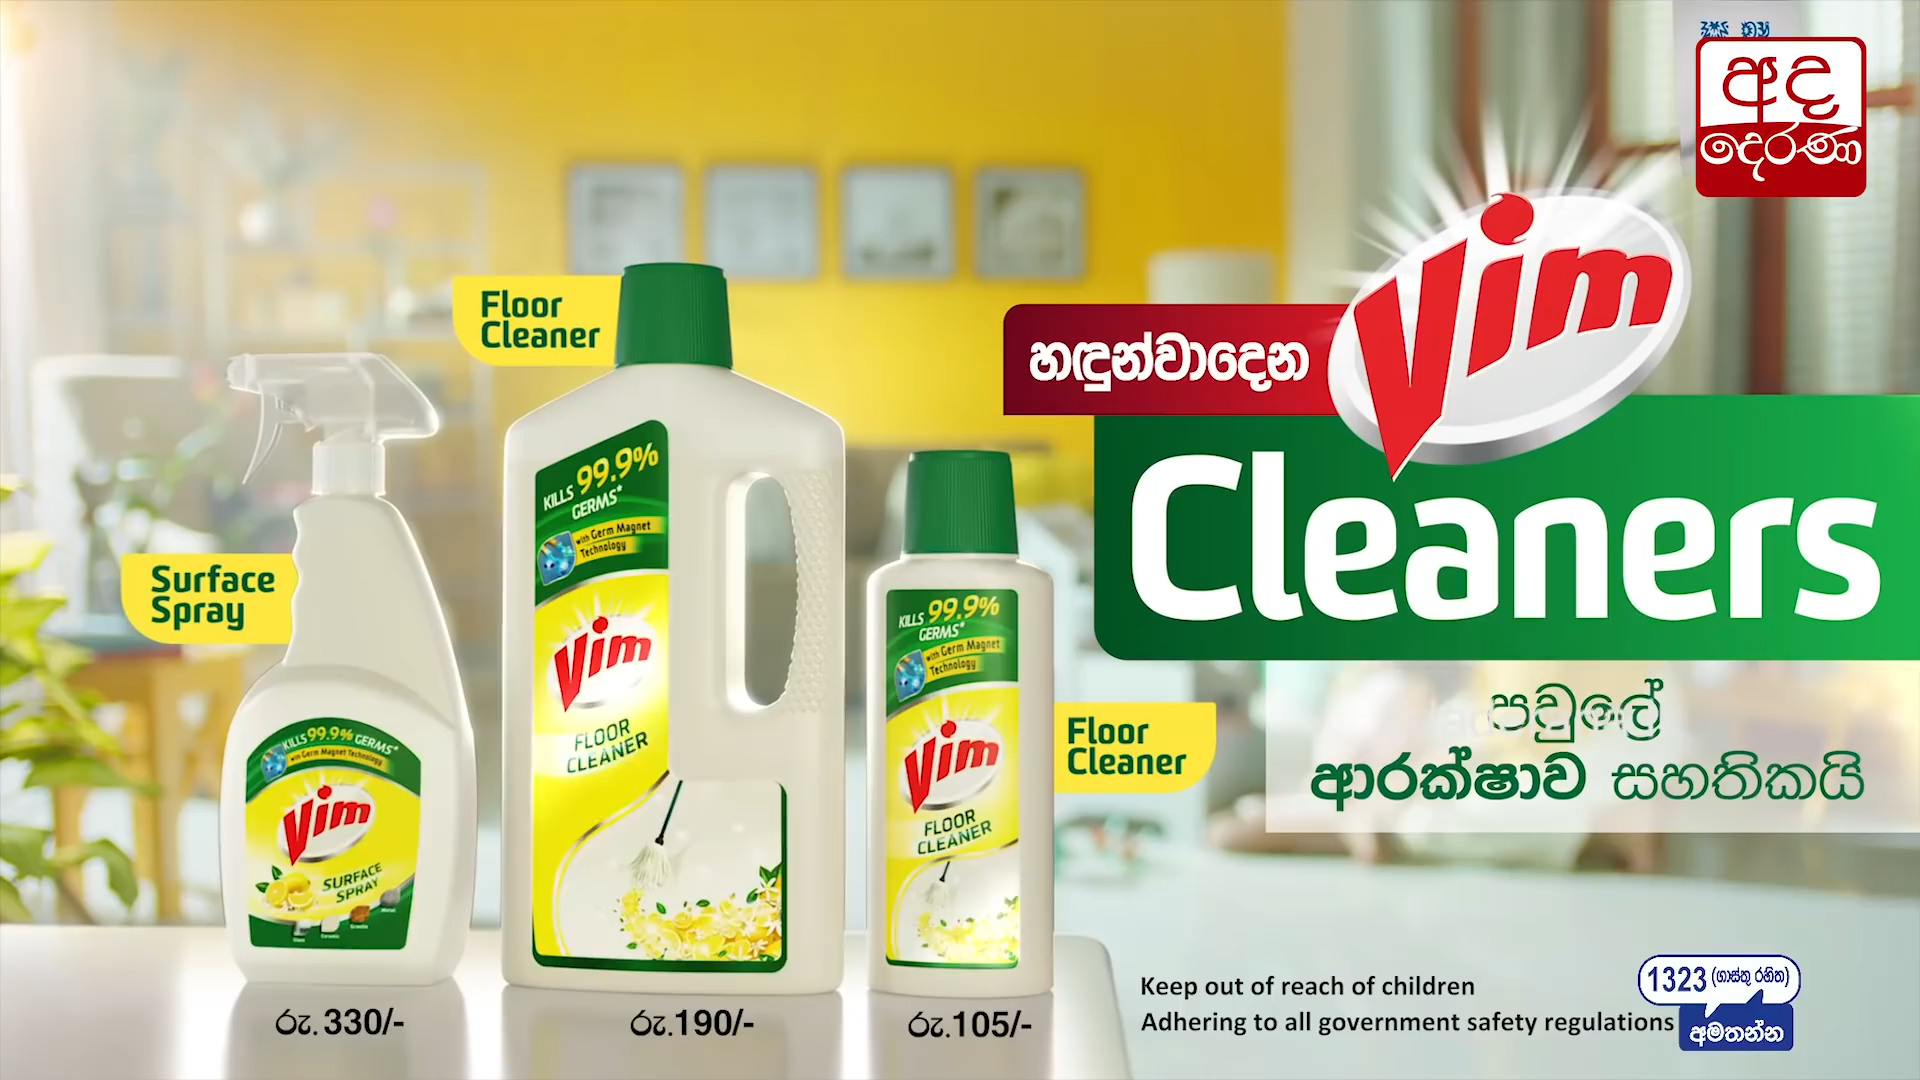 අද
දෙරණ
Floor
Cleaner
හඳුන්වාදෙන
Vim
Cleaners
Surface
Spray
KILLS 99.9%
GERMS*
with Germ Magnet
Technology
Vim
FLOOR
CLEANER
KILLS 99.9%
GERMS*
with Germ Magnet
Technology
Vim
FLOOR
CLEANER
Floor
Cleaner
පවුලේ
ආරක්ෂාව සහතිකයි
KILLS 99.9% GERMS*
with Germ Magnet Technology
Vim
SURFACE
SPRAY
රු. 330/-
රු.190/-
රු.105/-
Keep out of reach of children
Adhering to all government safety regulations
1323 (ගාස්තු රහිත)
අමතන්න